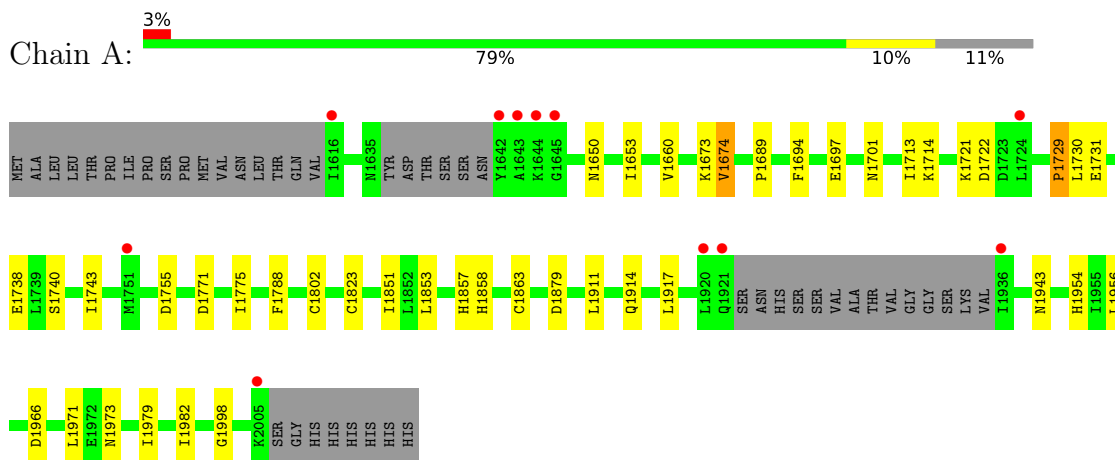 3%
Chain A:
79% 10% 11%
MET ALA LEU LEU THR PRO ILE PRO SER PRO MET VAL ASN LEU THR GLN VAL I1616 N1635 TYR ASP THR SER SER ASN Y1642 A1643 K1644 G1645 N1650 I1653 V1660 K1673 V1674 P1689 F1694 E1697 N1701 I1713 K1714 K1721 D1722 D1723 L1724 P1729 L1730 E1731
E1738 L1739 S1740 I1743 M1751 D1755 D1771 I1775 F1788 C1802 C1823 I1851 L1852 L1853 H1857 H1858 C1863 D1879 L1911 Q1914 L1917 L1920 Q1921 SER ASN HIS SER SER VAL ALA THR VAL GLY GLY SER LYS VAL I1936 N1943 H1954 I1955 L1956
D1966 L1971 E1972 N1973 I1979 I1982 G1998 K2005 SER GLY HIS HIS HIS HIS HIS HIS